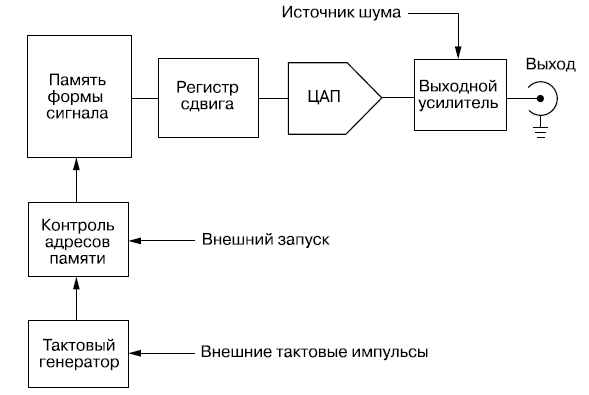 Источник шума
Выход
Память
формы
сигнала
Регистр
сдвига
ЦАП
Выходной
усилитель
Контроль
адресов
памяти
Внешний запуск
Тактовый
генератор
Внешние тактовые импульсы